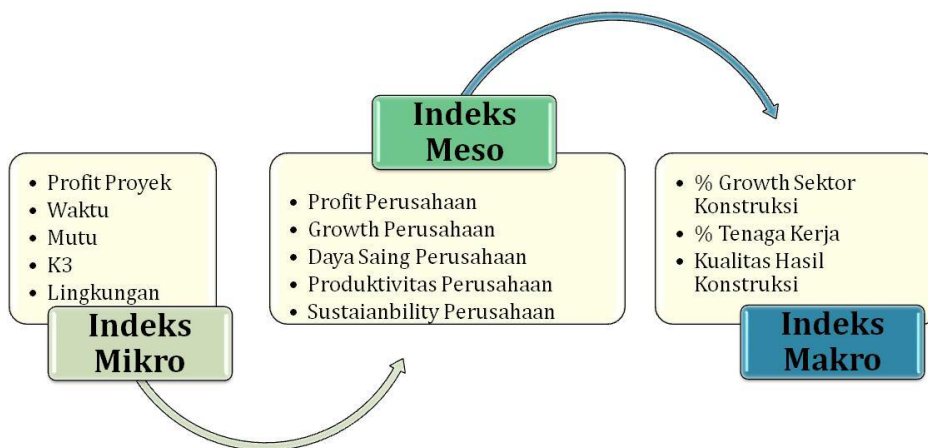 • Profit Proyek
• Waktu
• Mutu
• K3
• Lingkungan
Indeks
Mikro
Indeks
Meso
• Profit Perusahaan
• Growth Perusahaan
• Daya Saing Perusahaan
• Produktivitas Perusahaan
• Sustaianbility Perusahaan
• % Growth Sektor
Konstruksi
• % Tenaga Kerja
• Kualitas Hasil
Konstruksi
Indeks
Makro